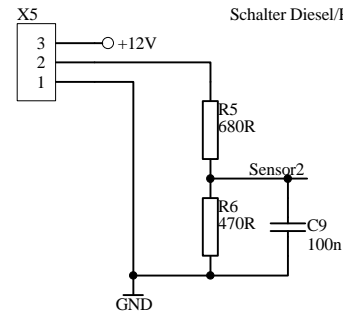 X5
Schalter Diesel/
3
+12V
2
1
R5
680R
Sensor2
R6
470R
C9
100n
GND